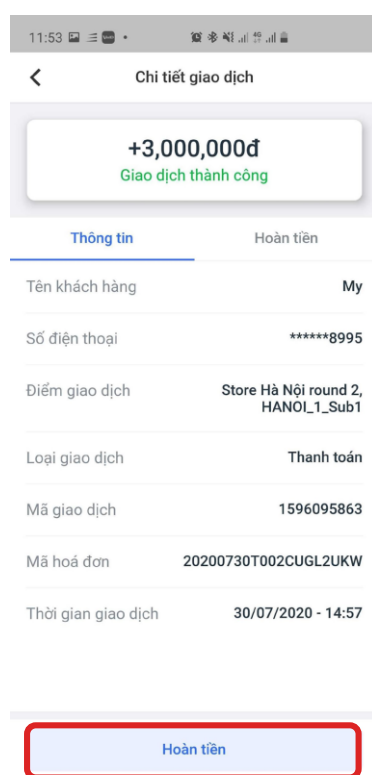 11:53
Chi tiết giao dịch
+3,000,000đ
Giao dịch thành công
Thông tin Hoàn tiền
Tên khách hàng My
Số điện thoại ******8995
Điểm giao dịch Store Hà Nội round 2,
HANOI_1_Sub1
Loại giao dịch Thanh toán
Mã giao dịch 1596095863
Mã hoá đơn 20200730T002CUGL2UKW
Thời gian giao dịch 30/07/2020 - 14:57
Hoàn tiền